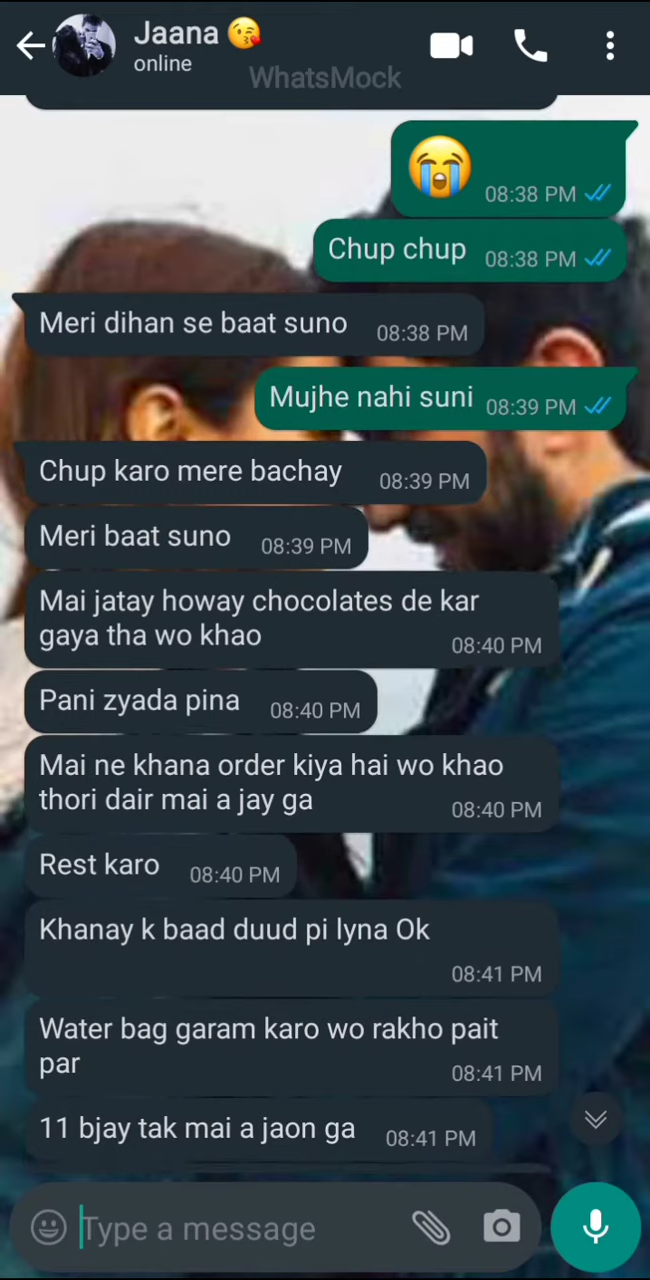 Jaana 😘
online
WhatsMock
😭
08:38 PM
Chup chup
08:38 PM
Meri dihan se baat suno
08:38 PM
Mujhe nahi suni
08:39 PM
Chup karo mere bachay
08:39 PM
Meri baat suno
08:39 PM
Mai jatay howay chocolates de kar
gaya tha wo khao
08:40 PM
Pani zyada pina
08:40 PM
Mai ne khana order kiya hai wo khao
thori dair mai a jay ga
08:40 PM
Rest karo
08:40 PM
Khanay k baad duud pi lyna Ok
08:41 PM
Water bag garam karo wo rakho pait
par
08:41 PM
11 bjay tak mai a jaon ga
08:41 PM
Type a message